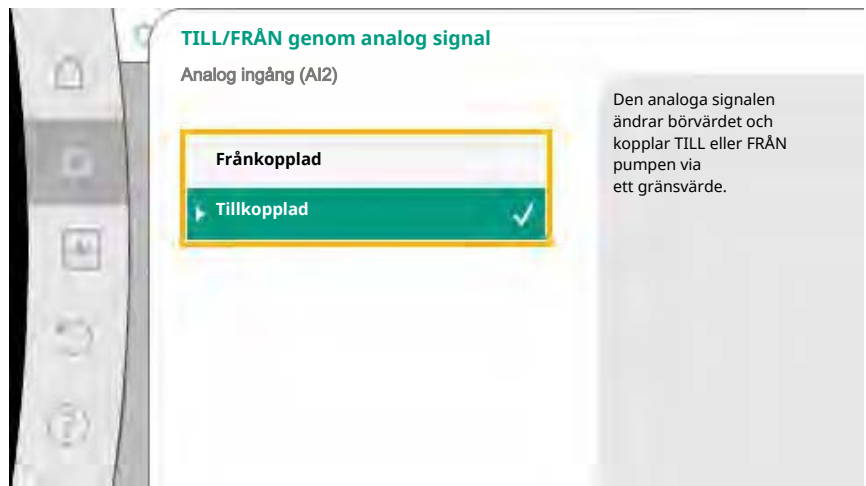 TILL/FRÅN genom analog signal
Analog ingång (AI2)
Frånkopplad
Tillkopplad
Den analoga signalen
ändrar börvärdet och
kopplar TILL eller FRÅN
pumpen via
ett gränsvärde.